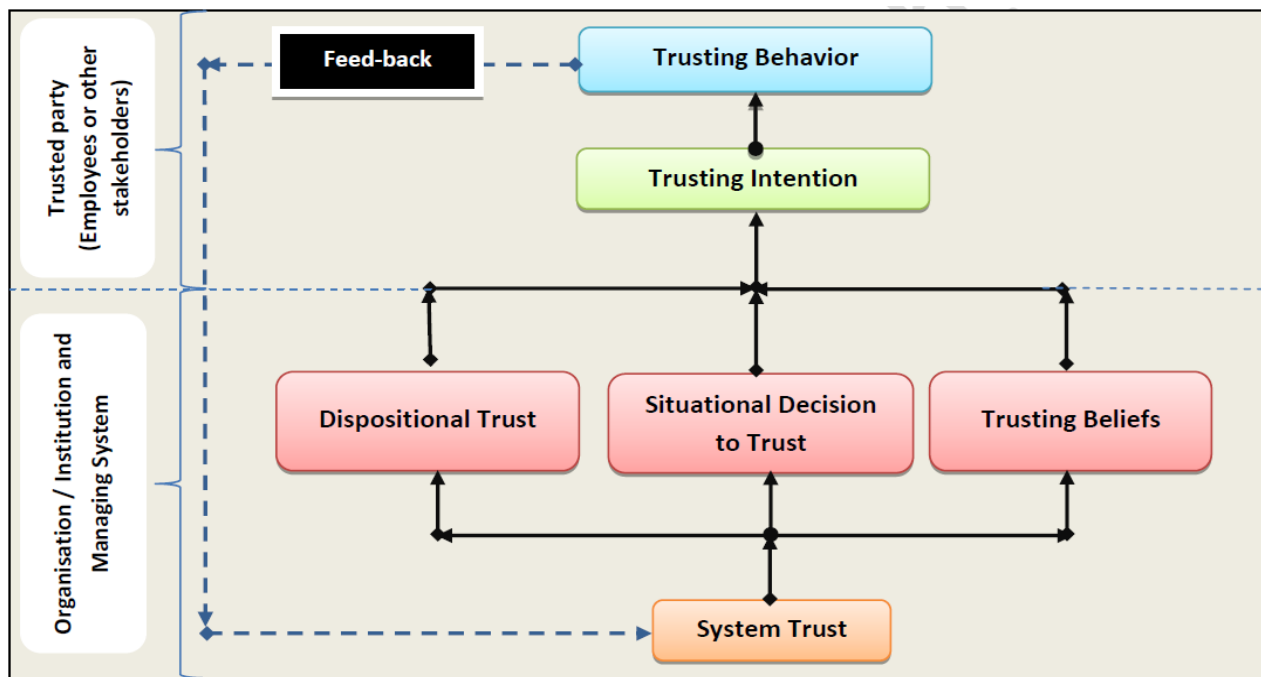 Trusted party
(Employees or other
stakeholders)
Feed-back
Trusting Behavior
Trusting Intention
Organisation / Institution and
Managing System
Dispositional Trust
Situational Decision
to Trust
Trusting Beliefs
System Trust